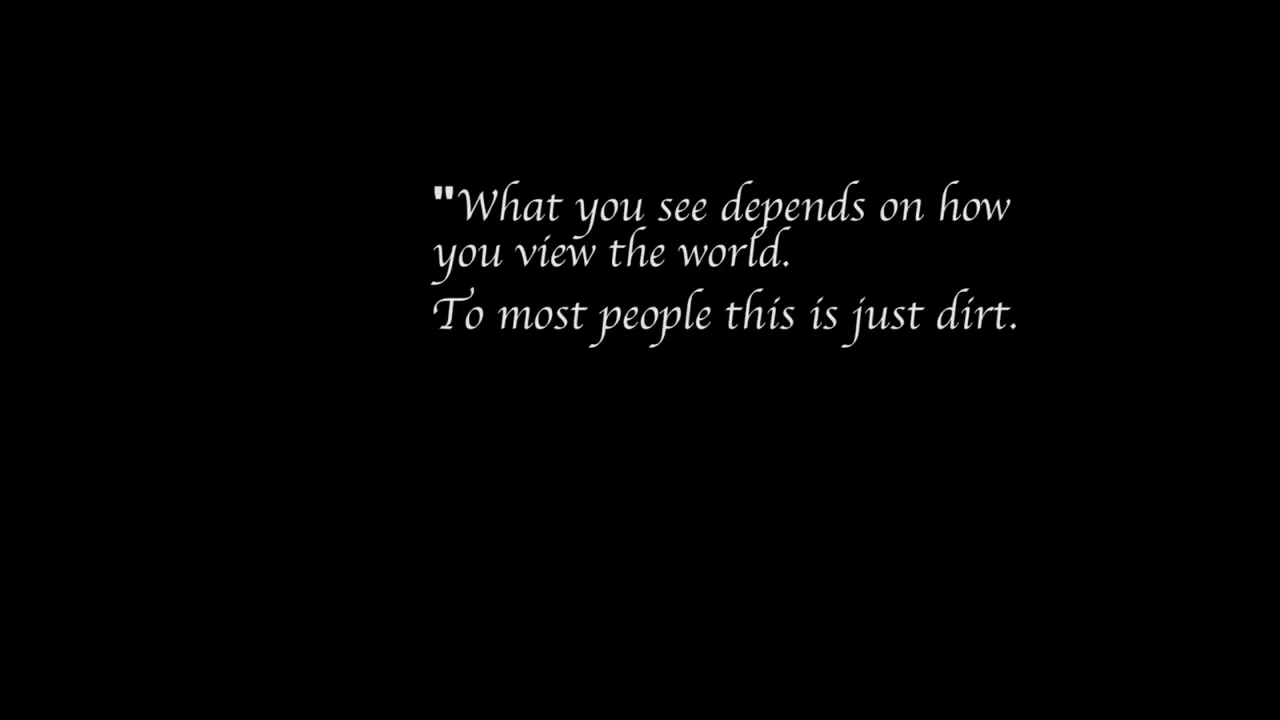 "What you see depends on how
you view the world.
To most people this is just dirt.